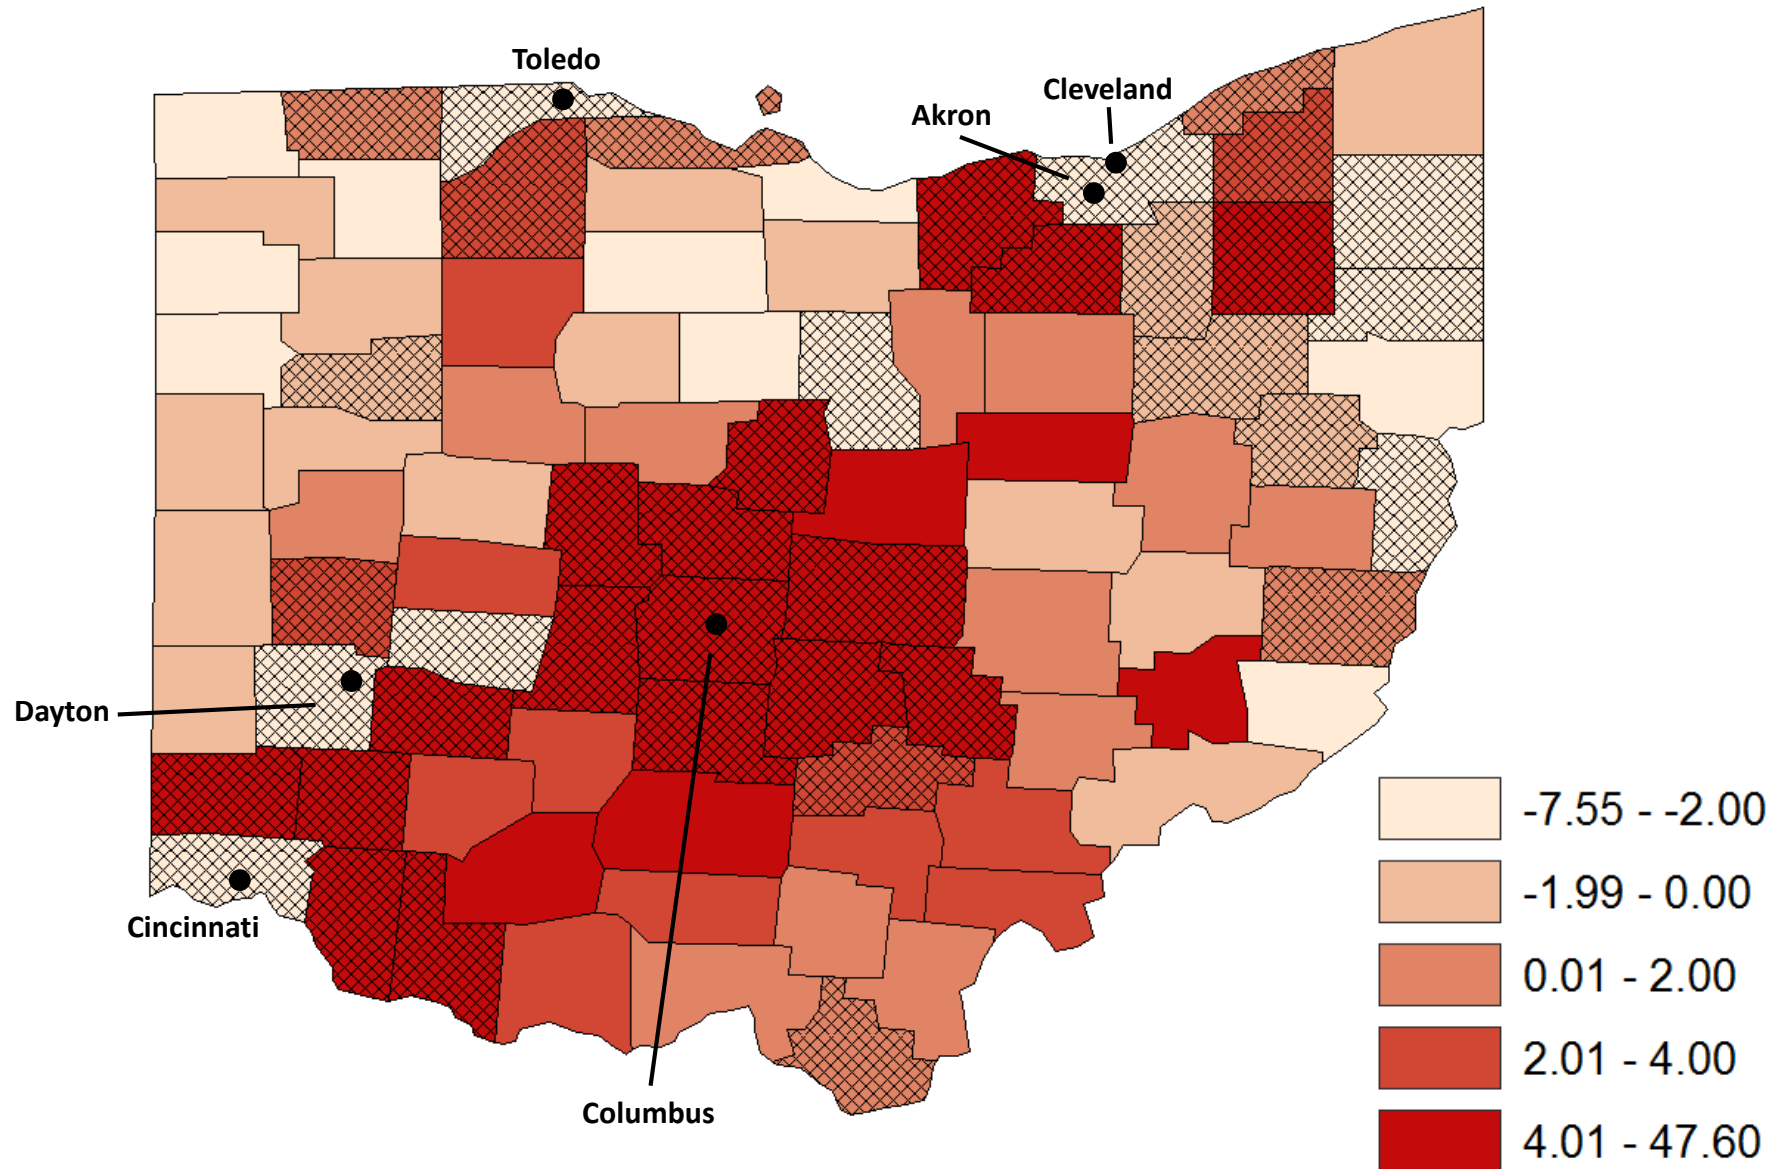 Toledo
Cleveland
Akron
Dayton
Cincinnati
Columbus
-7.55 - -2.00
-1.99 - 0.00
0.01 - 2.00
2.01 - 4.00
4.01 - 47.60